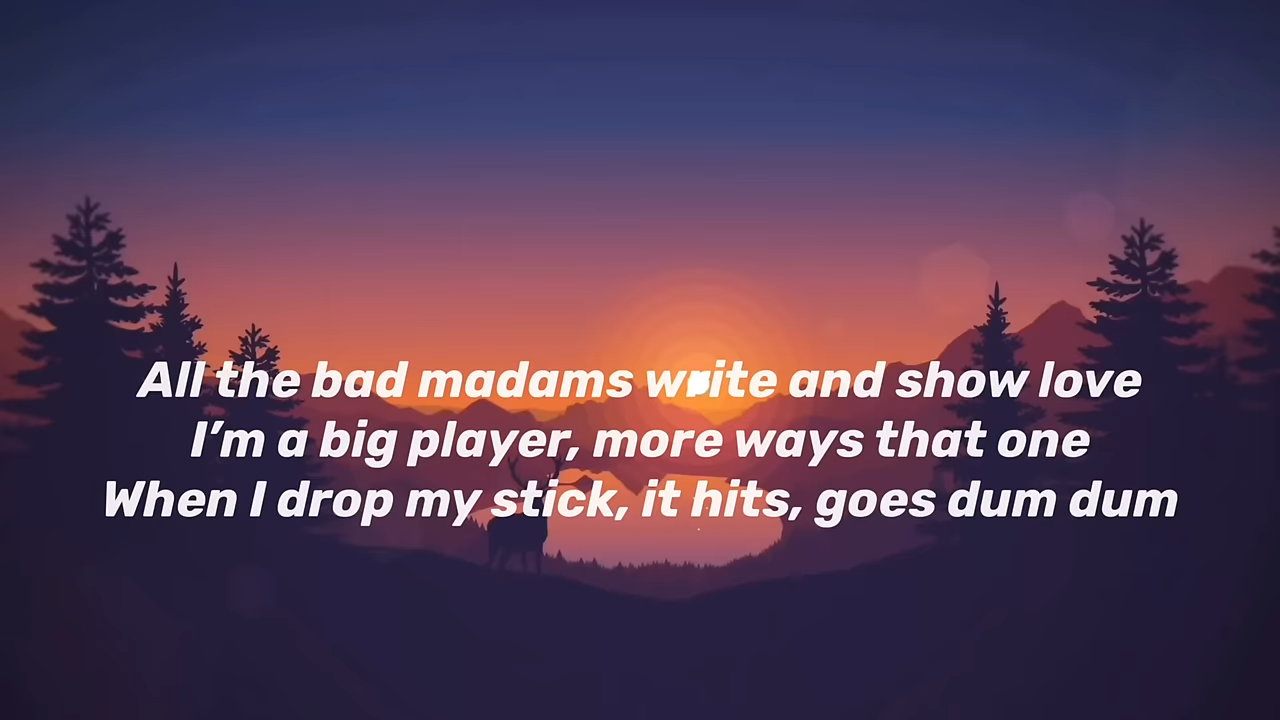 All the bad madams write and show love
I’m a big player, more ways that one
When I drop my stick, it hits, goes dum dum